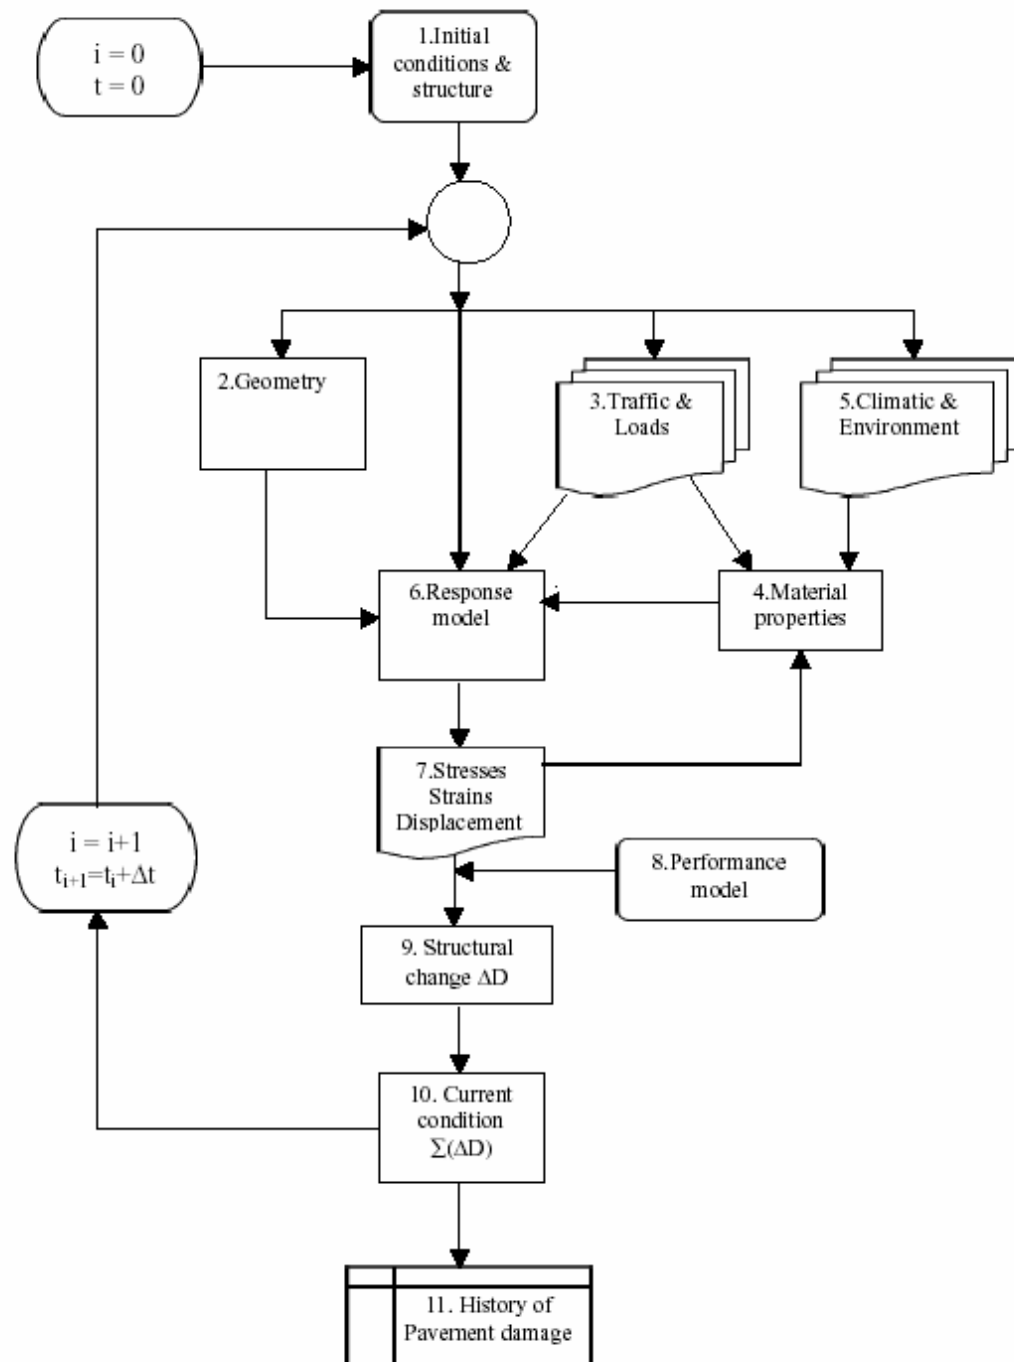 i = 0
t = 0
1.Initial
conditions &
structure
2.Geometry
3.Traffic &
Loads
5.Climatic &
Environment
6.Response
model
4.Material
properties
7.Stresses
Strains
Displacement
i = i+1
tᵢ₊₁=tᵢ+Δt
8.Performance
model
9. Structural
change ΔD
10. Current
condition
∑(ΔD)
11. History of
Pavement damage